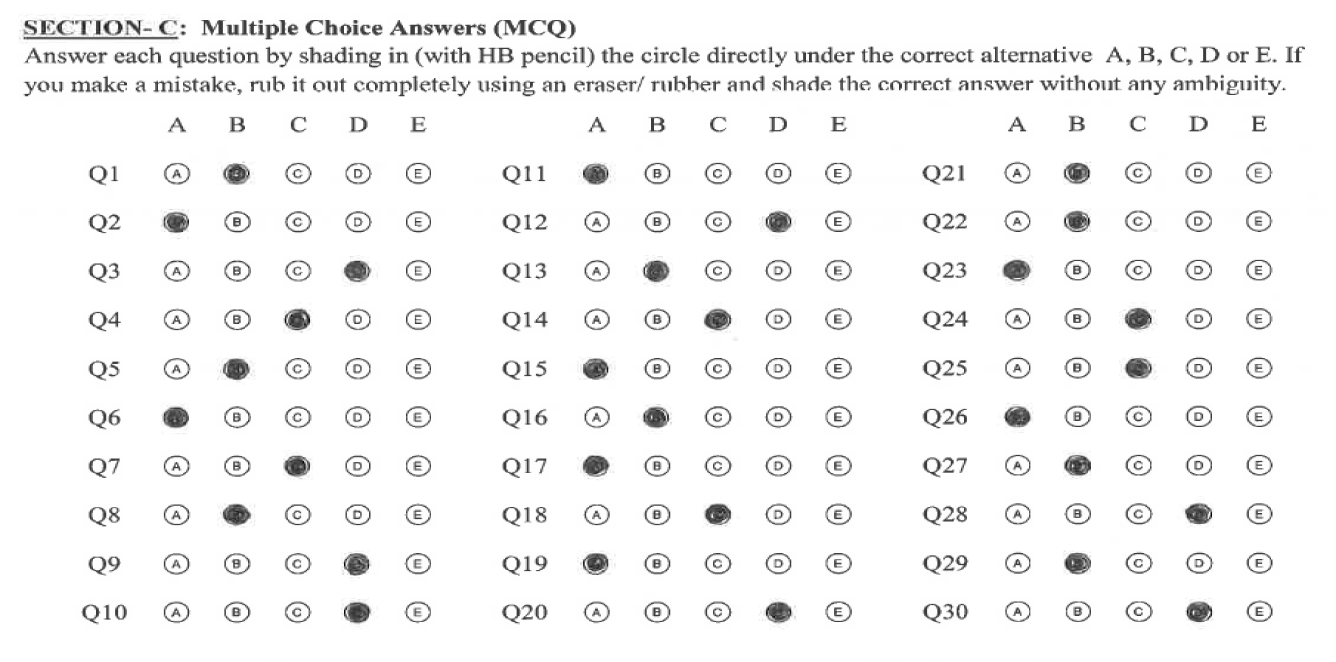 SECTION- C: Multiple Choice Answers (MCQ)
Answer each question by shading in (with HB pencil) the circle directly under the correct alternative A, B, C, D or E. If
you make a mistake, rub it out completely using an eraser/ rubber and shade the correct answer without any ambiguity.
A B C D E A B C D E A B C D E
Q1 A C D E Q11 B C D E Q21 A C D E
Q2 B C D E Q12 A B C E Q22 A C D E
Q3 A B C E Q13 A C D E Q23 B C D E
Q4 A B D E Q14 A B D E Q24 A B D E
Q5 A C D E Q15 B C D E Q25 A B D E
Q6 B C D E Q16 A C D E Q26 B C D E
Q7 A B D E Q17 B C D E Q27 A C D E
Q8 A C D E Q18 A B D E Q28 A B C E
Q9 A B C E Q19 B C D E Q29 A C D E
Q10 A B C E Q20 A B C E Q30 A B C E